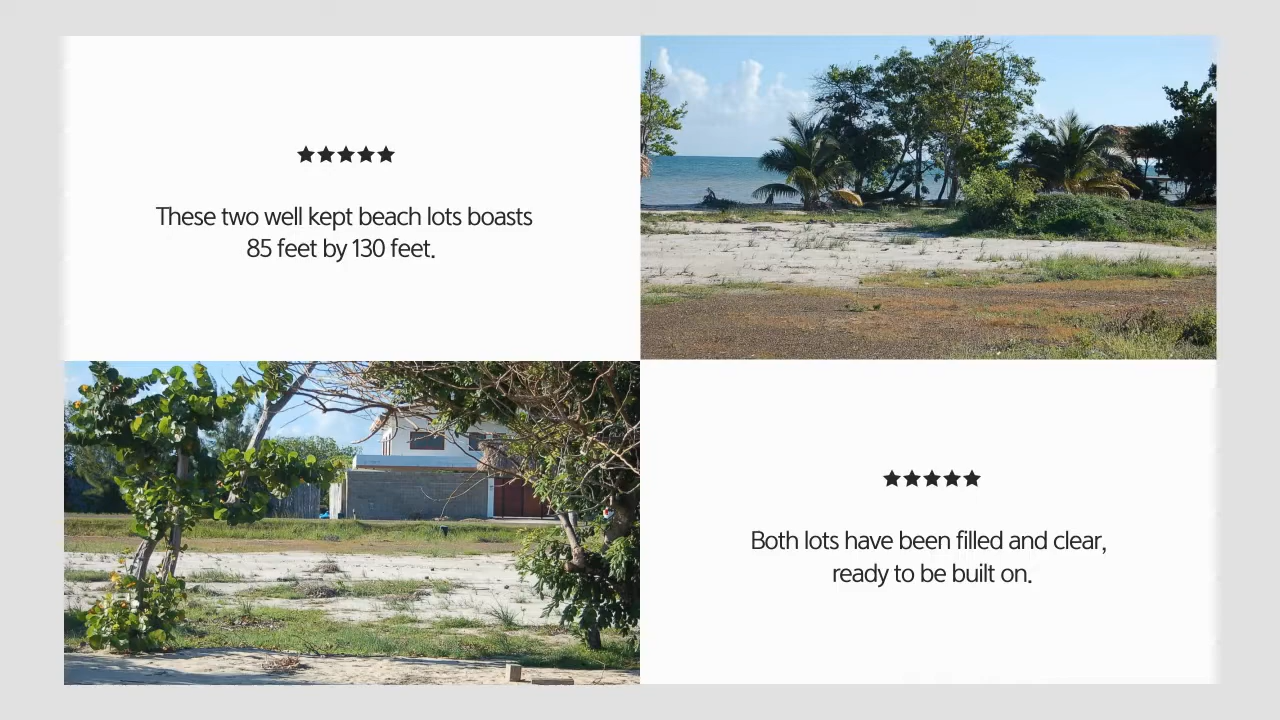 These two well kept beach lots boasts
85 feet by 130 feet.
Both lots have been filled and clear,
ready to be built on.